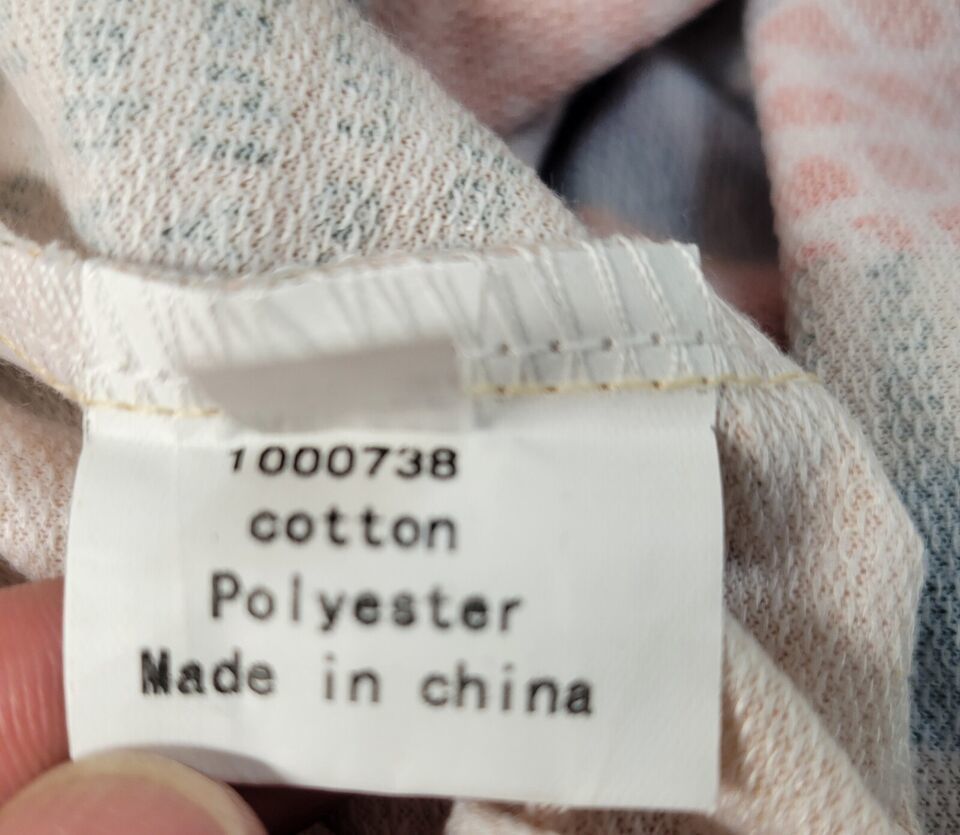 1000738
cotton
Polyester
Made in china